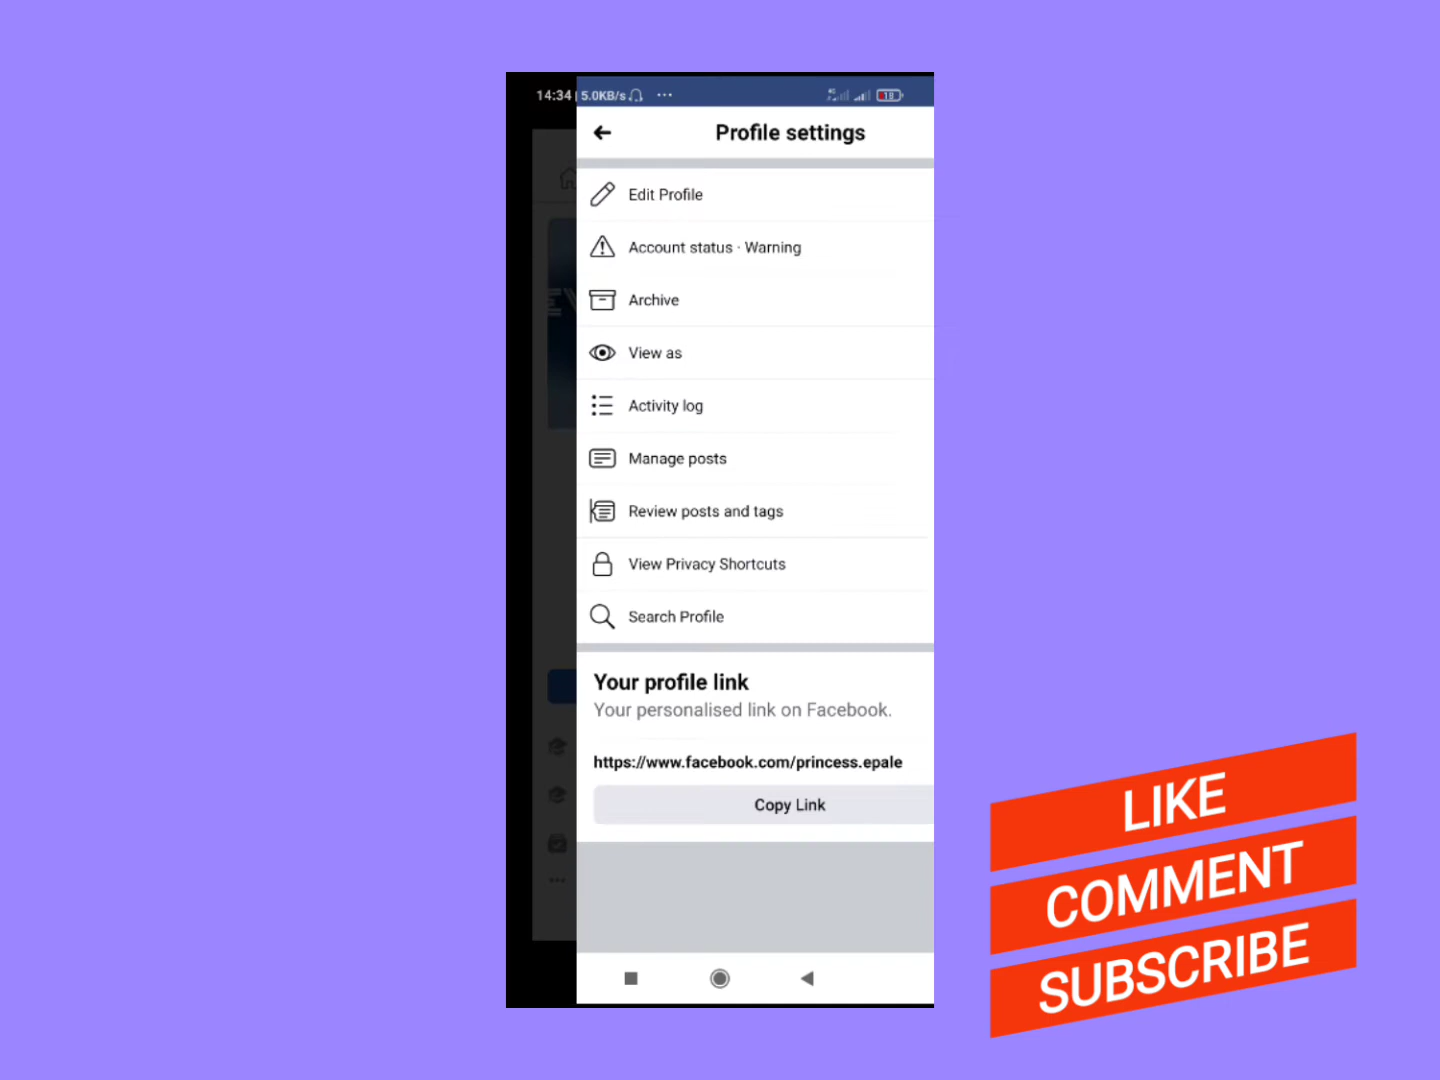 14:34 | 5.0KB/s ...
18
Profile settings
Edit Profile
Account status · Warning
Archive
View as
Activity log
Manage posts
Review posts and tags
View Privacy Shortcuts
Search Profile
Your profile link
Your personalised link on Facebook.
https://www.facebook.com/princess.epale
Copy Link
LIKE
COMMENT
SUBSCRIBE